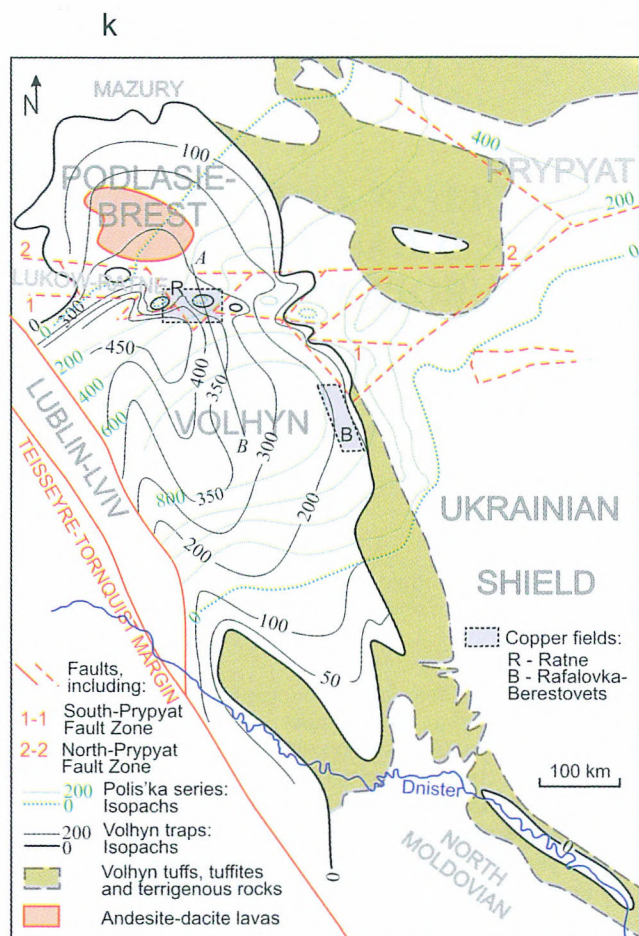 k
N
MAZURY
100
400
PODLASIE-
BREST
PRYPYAT
200
0
2
2
A
LUKOW-RATNE
R
1
0
300
0
200
450
400
350
1
400
600
LUBLIN-LVIV
VOLHYN
300
B
B
800
350
200
200
UKRAINIAN
SHIELD
TEISSEYRE-TORNQUIST MARGIN
0
100
50
Copper fields:
R - Ratne
B - Rafalovka-
Berestovets
Faults,
including:
1-1 South-Prypyat
Fault Zone
2-2 North-Prypyat
Fault Zone
100 km
200 Polis'ka series:
0 Isopachs
Dnister
200 Volhyn traps:
0 Isopachs
0
NORTH
MOLDOVIAN
0
Volhyn tuffs, tuffites
and terrigenous rocks
Andesite-dacite lavas